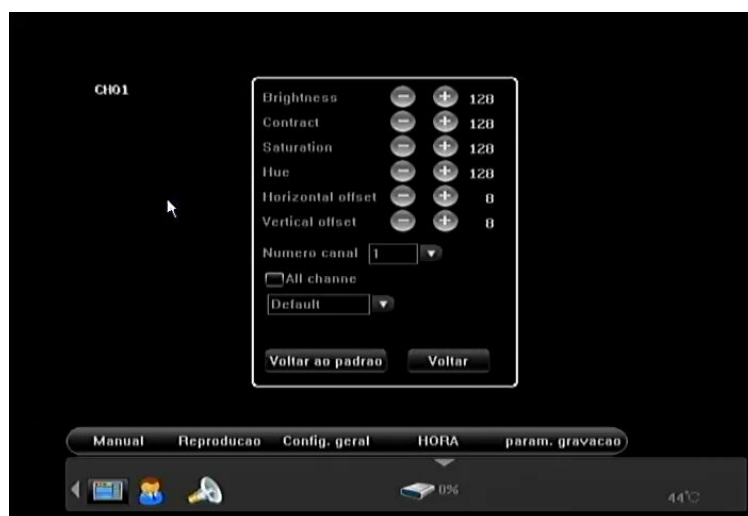 CH01
Brightness 128
Contract 128
Saturation 128
Hue 128
Horizontal offset 8
Vertical offset 8
Numero canal 1
All channe
Default
Voltar ao padrao Voltar
Manual Reproducao Config. geral HORA param. gravacao
0% 44°C